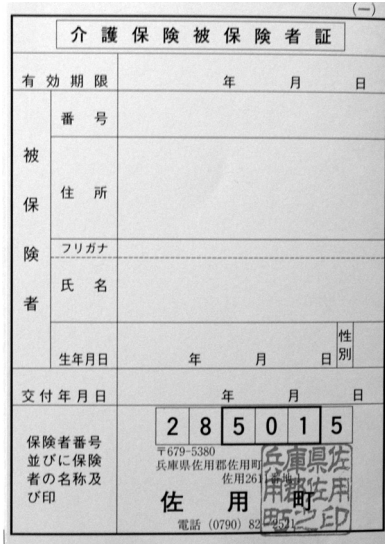 (一)
介護保険被保険者証
有効期限 年 月 日
被保険者
番号
住所
フリガナ
氏名
生年月日 年 月 日 性別
交付年月日 年 月 日
保険者番号
並びに保険
者の名称及
び印
285015
〒679-5380
兵庫県佐用郡佐用町
佐用261
佐用町
電話 (0790) 82
兵庫県佐
用郡佐用
町之印